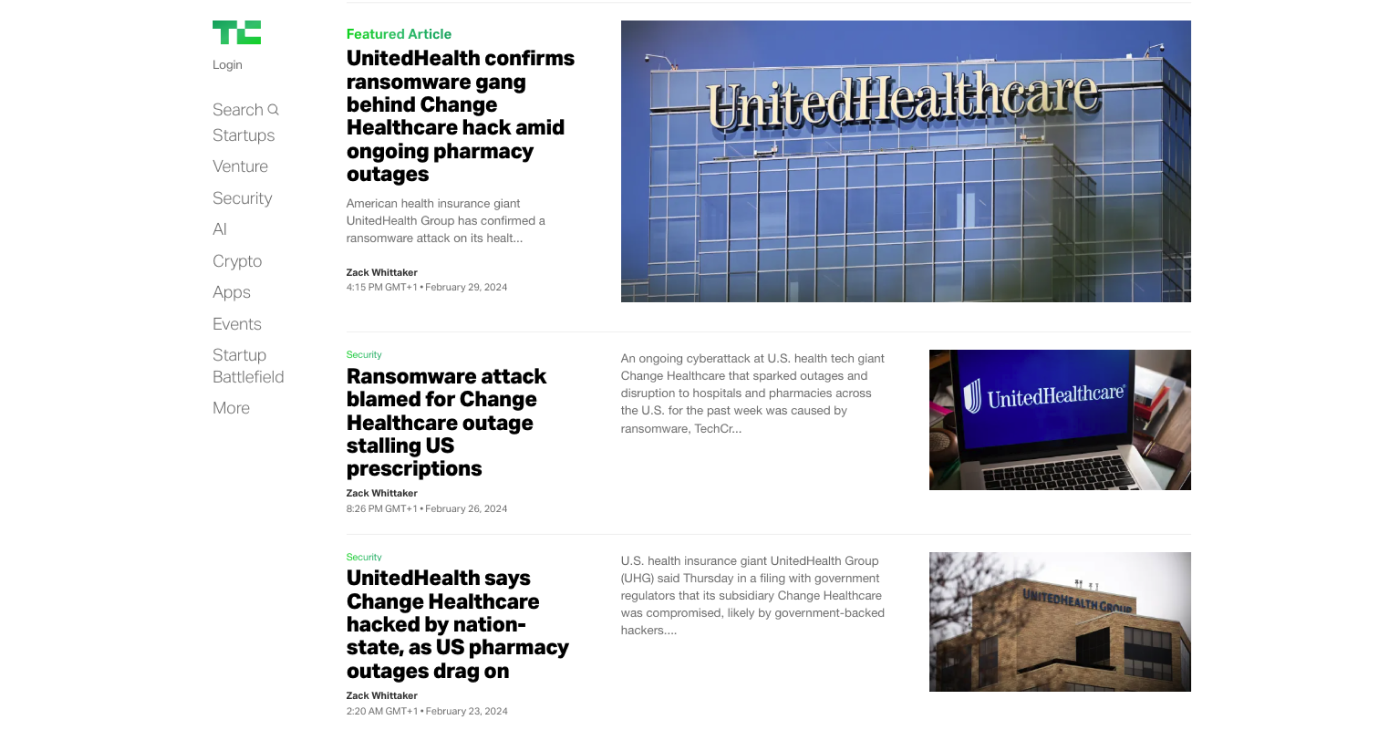 TC
Login
Search
Startups
Venture
Security
AI
Crypto
Apps
Events
Startup
Battlefield
More
Featured Article
UnitedHealth confirms
ransomware gang
behind Change
Healthcare hack amid
ongoing pharmacy
outages
American health insurance giant
UnitedHealth Group has confirmed a
ransomware attack on its healt...
Zack Whittaker
4:15 PM GMT+1 • February 29, 2024
UnitedHealthcare
Security
Ransomware attack
blamed for Change
Healthcare outage
stalling US
prescriptions
Zack Whittaker
8:26 PM GMT+1 • February 26, 2024
An ongoing cyberattack at U.S. health tech giant
Change Healthcare that sparked outages and
disruption to hospitals and pharmacies across
the U.S. for the past week was caused by
ransomware, TechCr...
UnitedHealthcare®
Security
UnitedHealth says
Change Healthcare
hacked by nation-
state, as US pharmacy
outages drag on
Zack Whittaker
2:20 AM GMT+1 • February 23, 2024
U.S. health insurance giant UnitedHealth Group
(UHG) said Thursday in a filing with government
regulators that its subsidiary Change Healthcare
was compromised, likely by government-backed
hackers....
UNITEDHEALTH GROUP